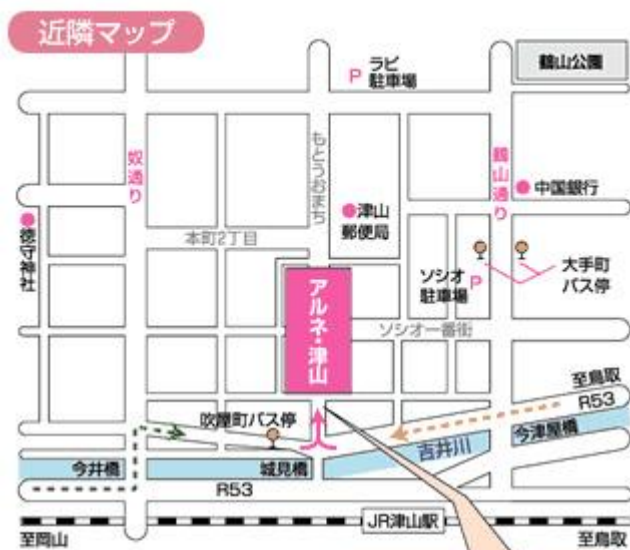 近隣マップ
鶴山公園
P
ラビ
駐車場
奴通り
もとうおまち
鶴山通り
中国銀行
津山
郵便局
徳守神社
本町2丁目
大手町
バス停
ソシオ
駐車場
P
アルネ・津山
ソシオ一番街
至鳥取
R53
吹屋町バス停
吉井川
今津屋橋
今井橋
城見橋
R53
JR津山駅
至岡山
至鳥取